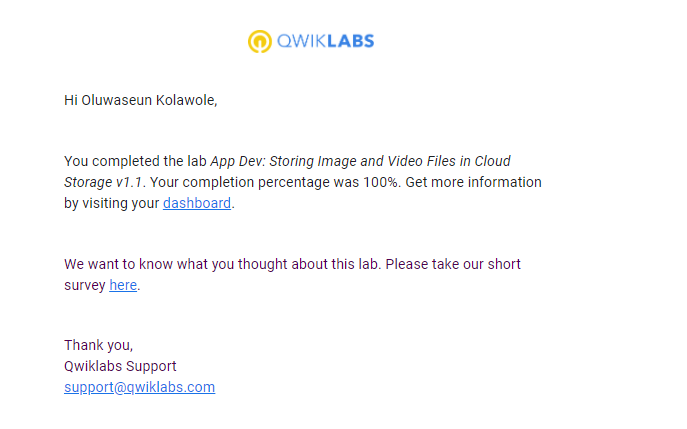 QWIKLABS
Hi Oluwaseun Kolawole,
You completed the lab App Dev: Storing Image and Video Files in Cloud
Storage v1.1. Your completion percentage was 100%. Get more information
by visiting your dashboard.
We want to know what you thought about this lab. Please take our short
survey here.
Thank you,
Qwiklabs Support
support@qwiklabs.com